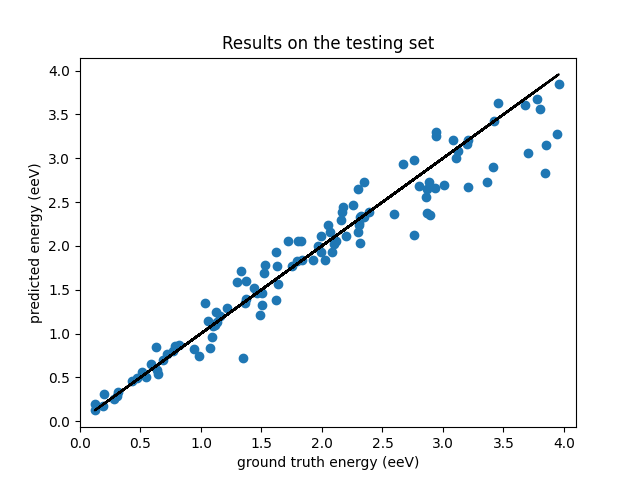 Results on the testing set
4.0
3.5
3.0
2.5
2.0
1.5
1.0
0.5
0.0
predicted energy (eeV)
0.0 0.5 1.0 1.5 2.0 2.5 3.0 3.5 4.0
ground truth energy (eeV)